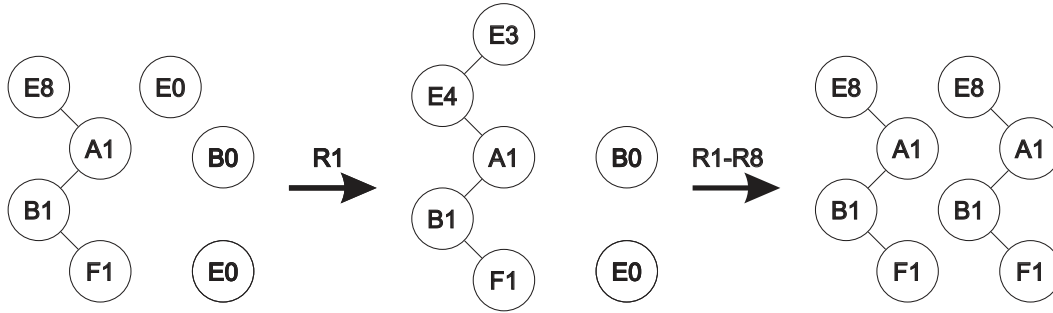 E3
E8 E0 E4 E8 E8
A1 B0 R1 A1 B0 R1-R8 A1 A1
B1 B1 B1 B1
F1 E0 F1 E0 F1 F1